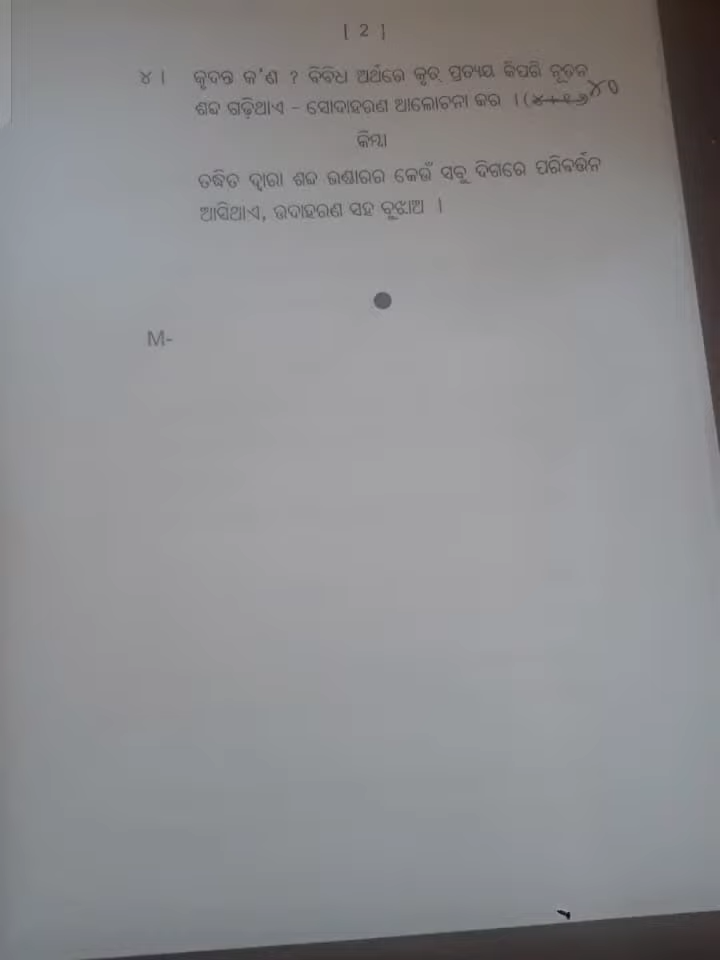 [ 2 ]
୪ । କୃଦନ୍ତ କ'ଣ ? ବିବିଧ ଅର୍ଥରେ କୃତ୍ ପ୍ରତ୍ୟୟ କିପରି ନୂତନ
ଶବ୍ଦ ଗଢ଼ିଥାଏ – ସୋଦାହରଣ ଆଲୋଚନା କର ।
କିମ୍ବା
ତଦ୍ଧିତ ଦ୍ୱାରା ଶବ୍ଦ ଭଣ୍ଡାରର କେଉଁ ସବୁ ଦିଗରେ ପରିବର୍ତ୍ତନ
ଆସିଥାଏ, ଉଦାହରଣ ସହ ବୁଝାଅ ।
M-